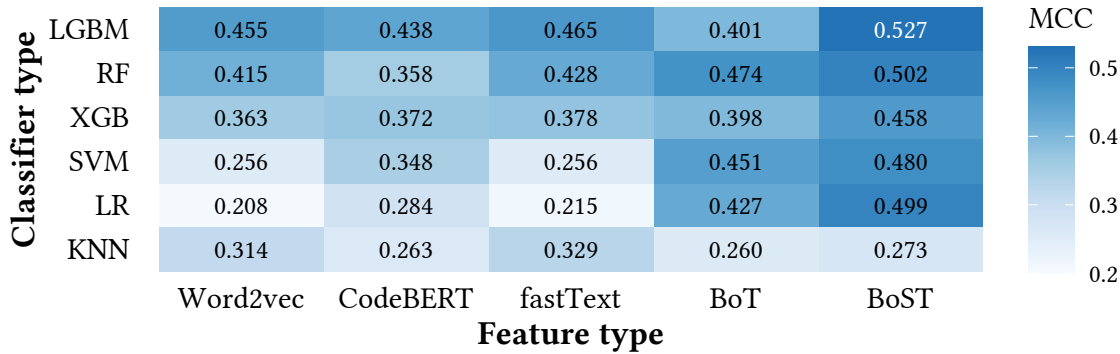 Classifier type
LGBM 0.455 0.438 0.465 0.401 0.527
RF 0.415 0.358 0.428 0.474 0.502
XGB 0.363 0.372 0.378 0.398 0.458
SVM 0.256 0.348 0.256 0.451 0.480
LR 0.208 0.284 0.215 0.427 0.499
KNN 0.314 0.263 0.329 0.260 0.273
Word2vec CodeBERT fastText BoT BoST
Feature type
MCC
0.5
0.4
0.3
0.2